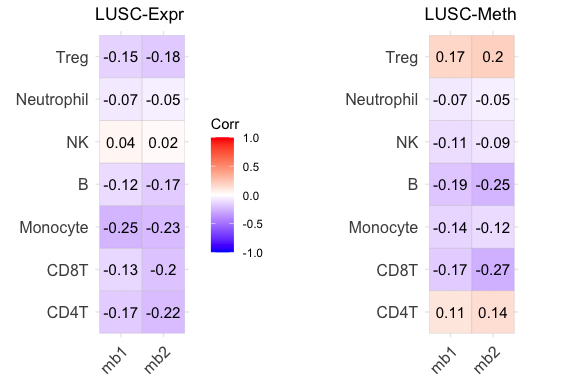 LUSC-Expr
Treg -0.15 -0.18
Neutrophil -0.07 -0.05
NK 0.04 0.02
B -0.12 -0.17
Monocyte -0.25 -0.23
CD8T -0.13 -0.2
CD4T -0.17 -0.22
mb1 mb2
Corr
1.0
0.5
0.0
-0.5
-1.0
LUSC-Meth
Treg 0.17 0.2
Neutrophil -0.07 -0.05
NK -0.11 -0.09
B -0.19 -0.25
Monocyte -0.14 -0.12
CD8T -0.17 -0.27
CD4T 0.11 0.14
mb1 mb2